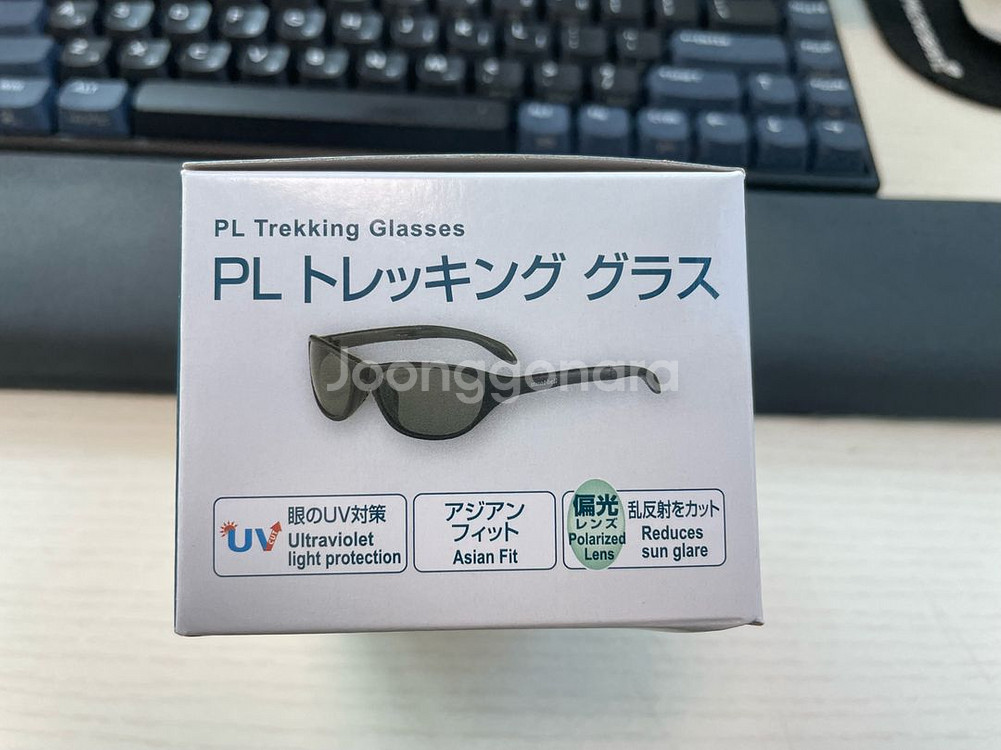 PL Trekking Glasses
PL トレッキング グラス
Joonggonara
UV cut
眼のUV対策
Ultraviolet
light protection
アジアン
フィット
Asian Fit
偏光
レンズ
Polarized
Lens
乱反射をカット
Reduces
sun glare